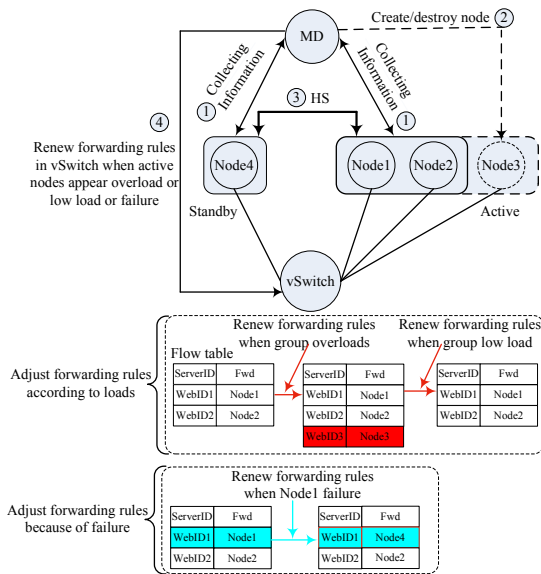 MD
Create/destroy node 2
1 Collecting Information
Collecting Information 1
3 HS
4
Renew forwarding rules
in vSwitch when active
nodes appear overload or
low load or failure
Node4
Node1
Node2
Node3
Standby
Active
vSwitch
Adjust forwarding rules
according to loads
Renew forwarding rules
when group overloads
Renew forwarding rules
when group low load
Flow table
ServerID Fwd
WebID1 Node1
WebID2 Node2
ServerID Fwd
WebID1 Node1
WebID2 Node2
WebID3 Node3
ServerID Fwd
WebID1 Node1
WebID2 Node2
Adjust forwarding rules
because of failure
Renew forwarding rules
when Node1 failure
ServerID Fwd
WebID1 Node1
WebID2 Node2
ServerID Fwd
WebID1 Node4
WebID2 Node2